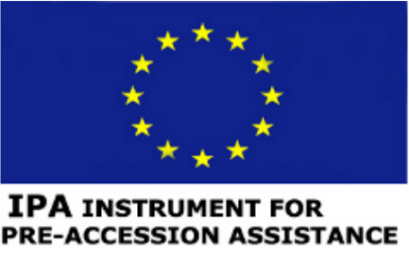 IPA INSTRUMENT FOR
PRE-ACCESSION ASSISTANCE